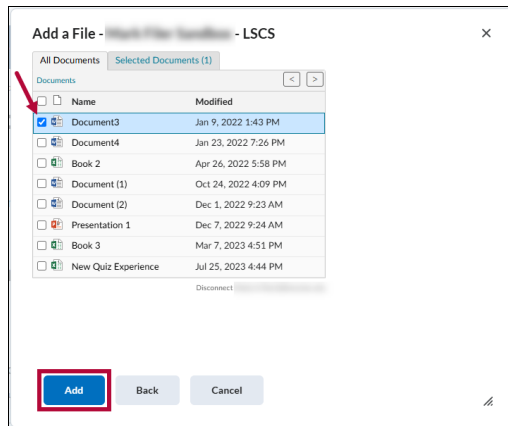 Add a File - - LSCS
All Documents Selected Documents (1)
Documents < >
Name Modified
Document3 Jan 9, 2022 1:43 PM
Document4 Jan 23, 2022 7:26 PM
Book 2 Apr 26, 2022 5:58 PM
Document (1) Oct 24, 2022 4:09 PM
Document (2) Dec 1, 2022 9:23 AM
Presentation 1 Dec 7, 2022 9:24 AM
Book 3 Mar 7, 2023 4:51 PM
New Quiz Experience Jul 25, 2023 4:44 PM
Disconnect
Add Back Cancel